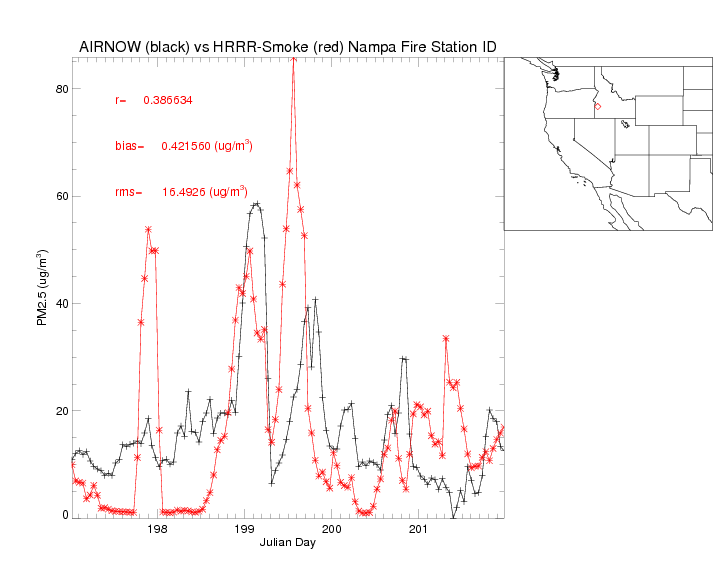 AIRNOW (black) vs HRRR-Smoke (red) Nampa Fire Station ID
r= 0.386634
bias= 0.421560 (ug/m³)
rms= 16.4926 (ug/m³)
PM2.5 (ug/m³)
80
60
40
20
0
198 199 200 201
Julian Day